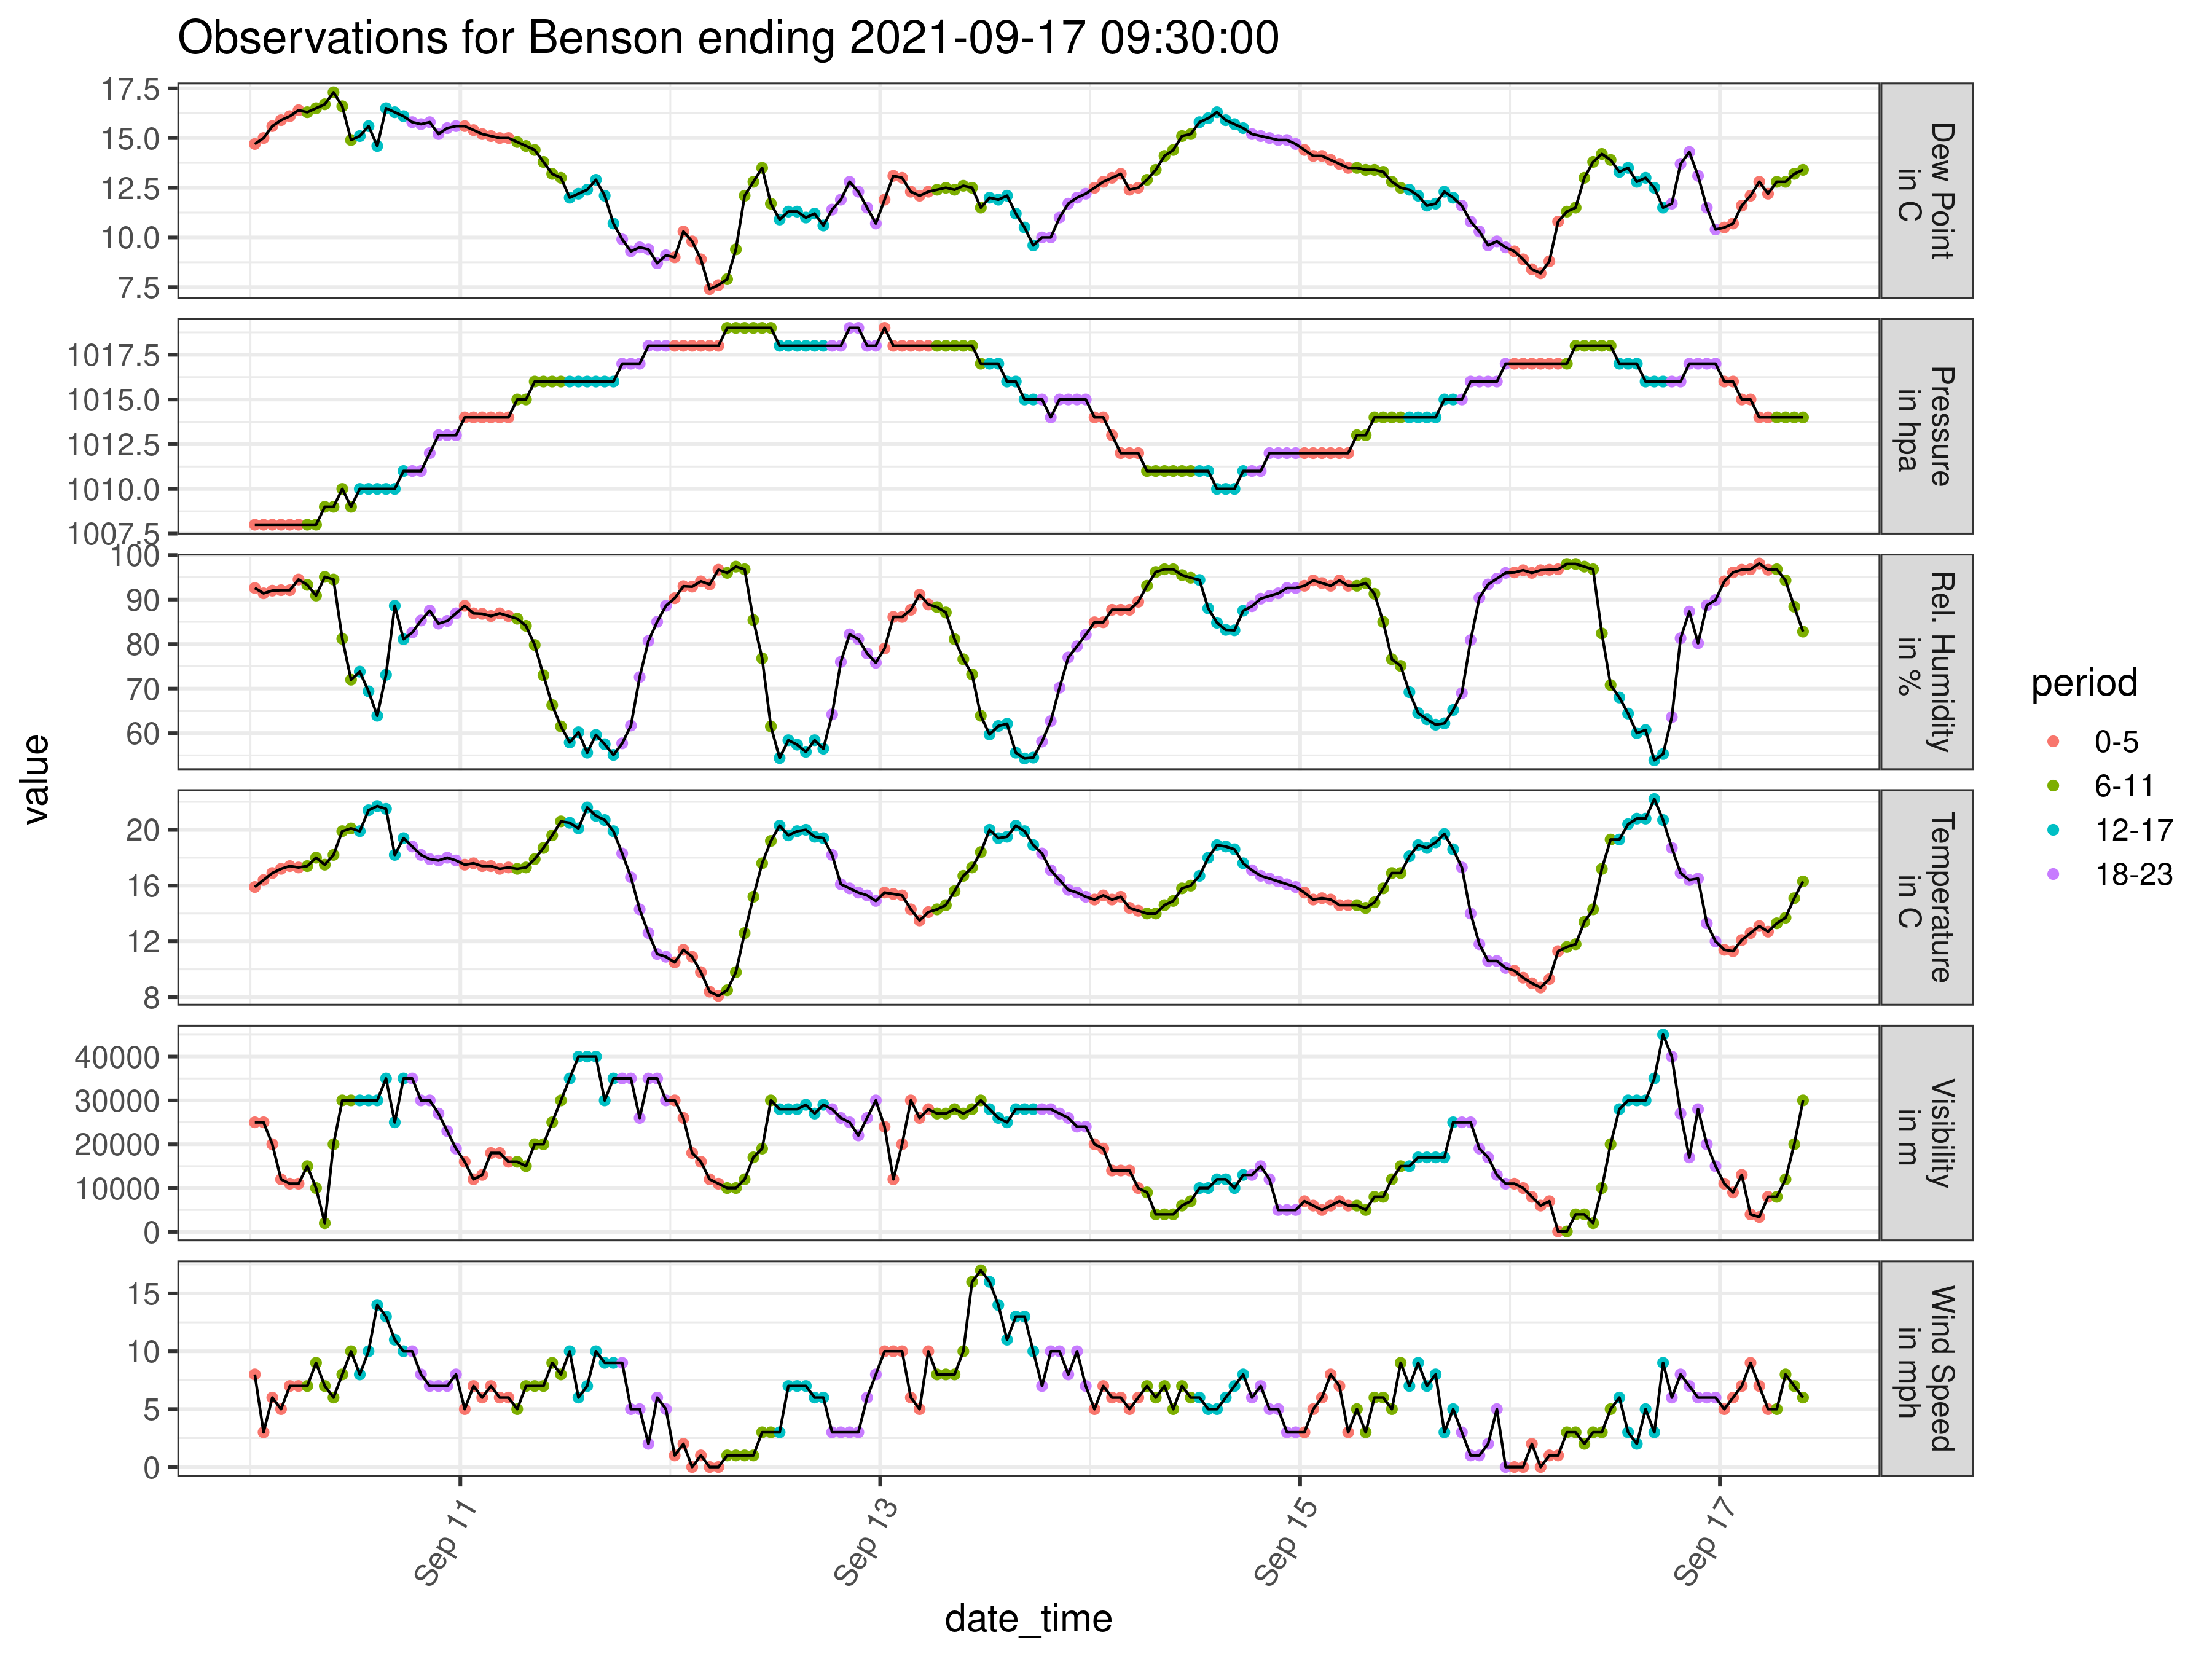 Observations for Benson ending 2021-09-17 09:30:00
17.5
15.0
12.5
10.0
7.5
Dew Point
in C
1017.5
1015.0
1012.5
1010.0
1007.5
Pressure
in hpa
100
90
80
70
60
Rel. Humidity
in %
20
16
12
8
Temperature
in C
40000
30000
20000
10000
0
Visibility
in m
15
10
5
0
Wind Speed
in mph
Sep 11
Sep 13
Sep 15
Sep 17
date_time
value
period
0-5
6-11
12-17
18-23